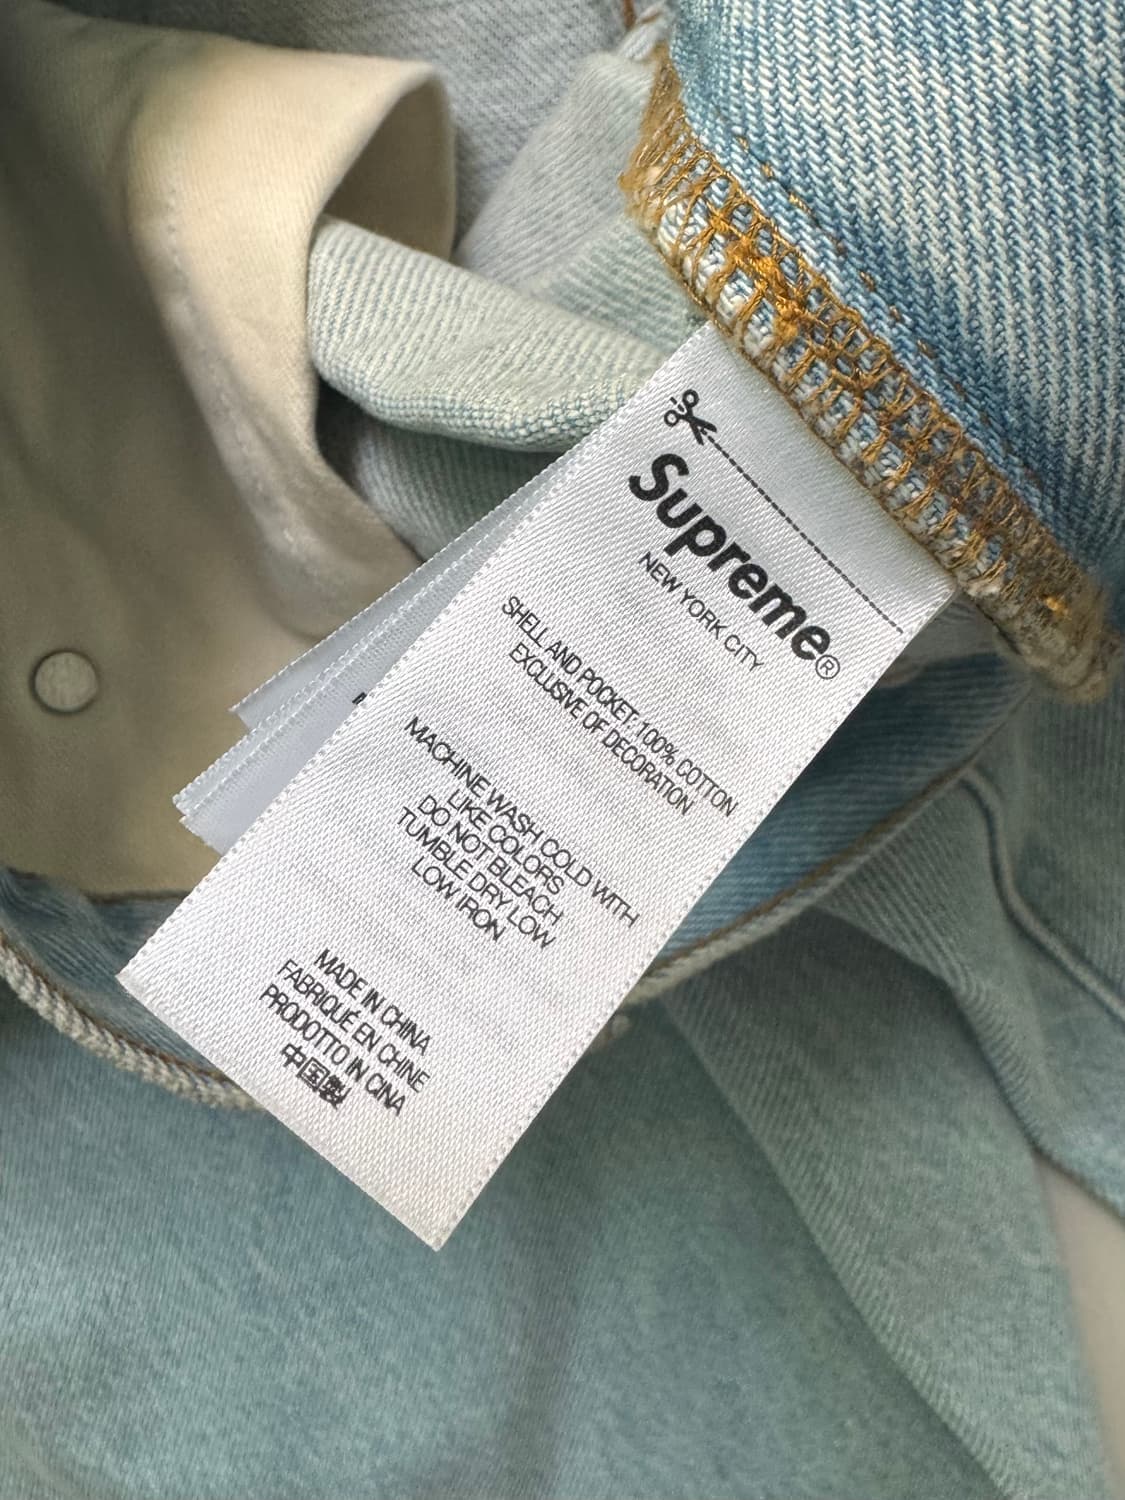 Supreme®
NEW YORK CITY
SHELL AND POCKET: 100% COTTON
EXCLUSIVE OF DECORATION
MACHINE WASH COLD WITH
LIKE COLORS
DO NOT BLEACH
TUMBLE DRY LOW
LOW IRON
MADE IN CHINA
FABRIQUÉ EN CHINE
PRODOTTO IN CINA
中国製